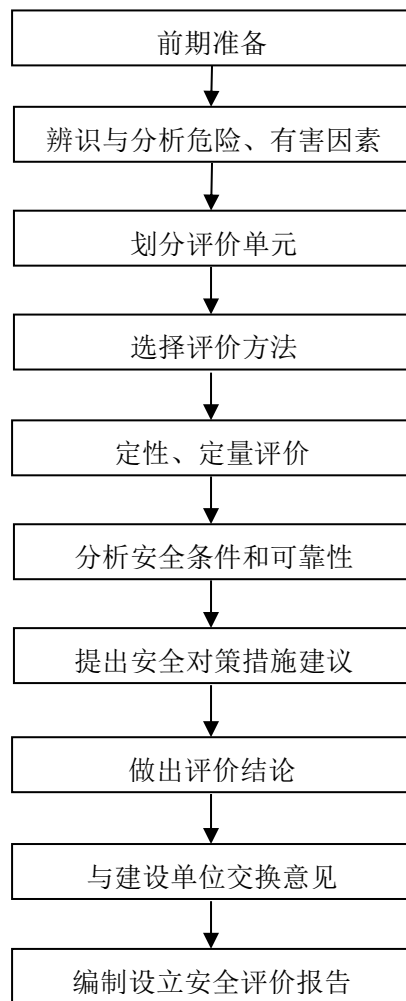 前期准备
辨识与分析危险、有害因素
划分评价单元
选择评价方法
定性、定量评价
分析安全条件和可靠性
提出安全对策措施建议
做出评价结论
与建设单位交换意见
编制设立安全评价报告